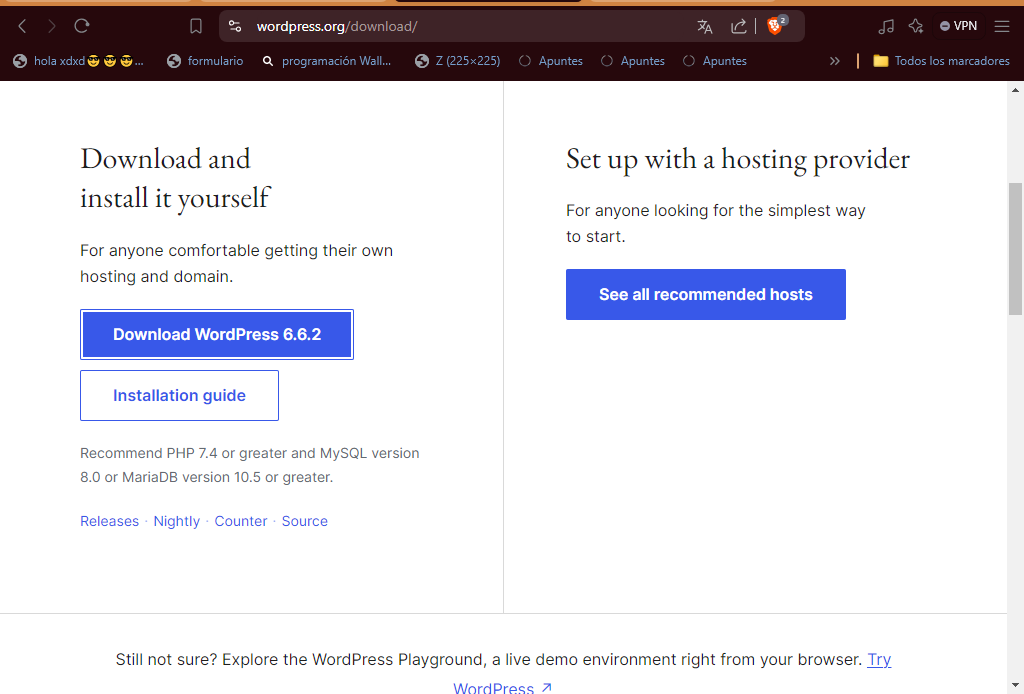 wordpress.org/download/
2
VPN
hola xdxd😎😎😎...
formulario
programación Wall...
Z (225×225)
Apuntes
Apuntes
Apuntes
Todos los marcadores
Download and
install it yourself
For anyone comfortable getting their own
hosting and domain.
Download WordPress 6.6.2
Installation guide
Recommend PHP 7.4 or greater and MySQL version
8.0 or MariaDB version 10.5 or greater.
Releases · Nightly · Counter · Source
Set up with a hosting provider
For anyone looking for the simplest way
to start.
See all recommended hosts
Still not sure? Explore the WordPress Playground, a live demo environment right from your browser. Try
WordPress ↗